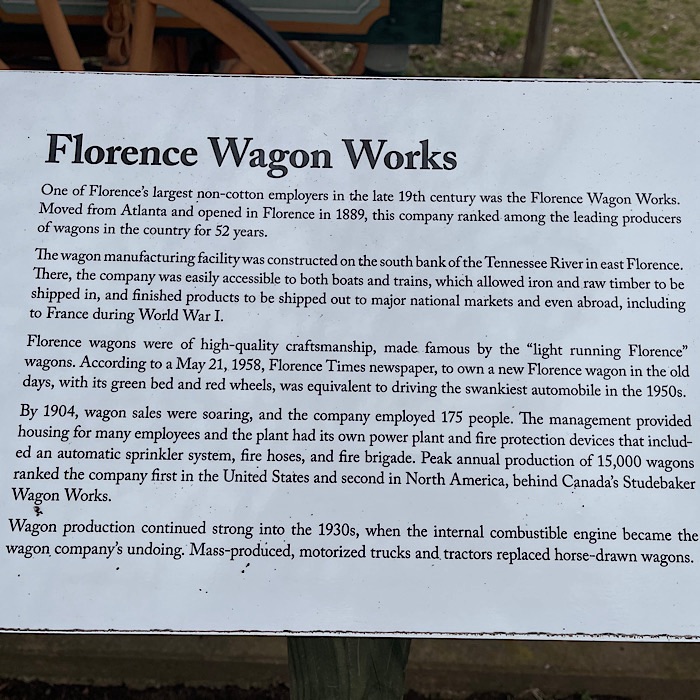 Florence Wagon Works
One of Florence's largest non-cotton employers in the late 19th century was the Florence Wagon Works.
Moved from Atlanta and opened in Florence in 1889, this company ranked among the leading producers
of wagons in the country for 52 years.
The wagon manufacturing facility was constructed on the south bank of the Tennessee River in east Florence.
There, the company was easily accessible to both boats and trains, which allowed iron and raw timber to be
shipped in, and finished products to be shipped out to major national markets and even abroad, including
to France during World War I.
Florence wagons were of high-quality craftsmanship, made famous by the "light running Florence"
wagons. According to a May 21, 1958, Florence Times newspaper, to own a new Florence wagon in the old
days, with its green bed and red wheels, was equivalent to driving the swankiest automobile in the 1950s.
By 1904, wagon sales were soaring, and the company employed 175 people. The management provided
housing for many employees and the plant had its own power plant and fire protection devices that includ-
ed an automatic sprinkler system, fire hoses, and fire brigade. Peak annual production of 15,000 wagons
ranked the company first in the United States and second in North America, behind Canada's Studebaker
Wagon Works.
Wagon production continued strong into the 1930s, when the internal combustible engine became the
wagon company's undoing. Mass-produced, motorized trucks and tractors replaced horse-drawn wagons.